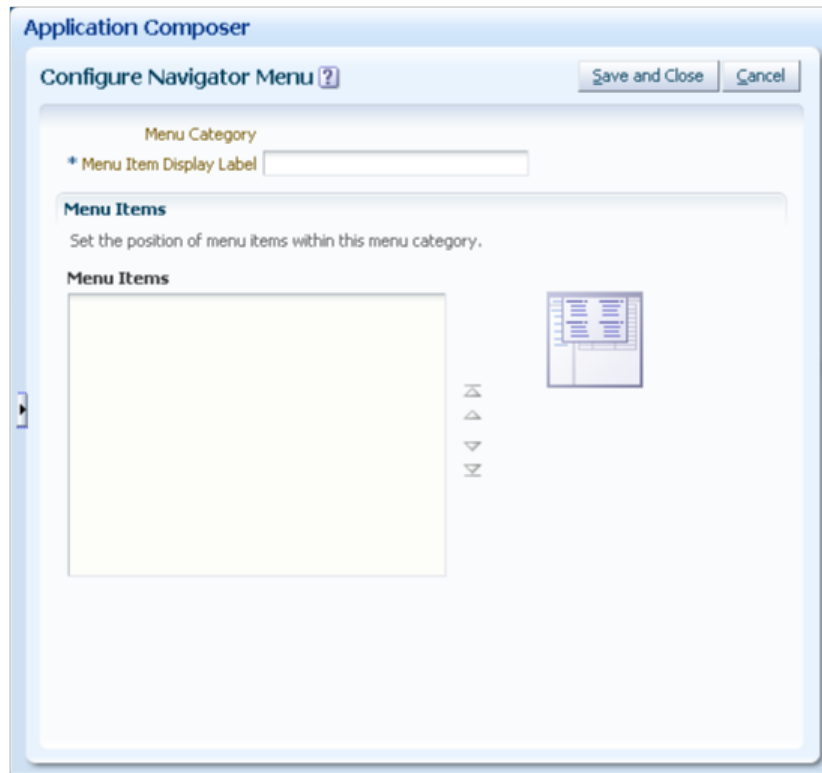 Application Composer
Configure Navigator Menu ?
Save and Close
Cancel
Menu Category
* Menu Item Display Label
Menu Items
Set the position of menu items within this menu category.
Menu Items